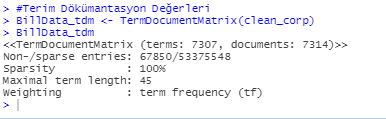 > #Terim Dökümantasyon Değerleri
> BillData_tdm <- TermDocumentMatrix(clean_corp)
> BillData_tdm
<<TermDocumentMatrix (terms: 7307, documents: 7314)>>
Non-/sparse entries: 67850/53375548
Sparsity           : 100%
Maximal term length: 45
Weighting          : term frequency (tf)
>